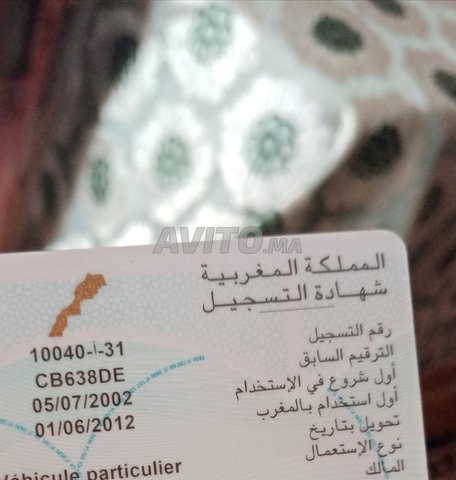 AVITO.MA
المملكة المغربية
شهادة التسجيل
رقم التسجيل
10040-أ-31
الترقيم السابق
CB638DE
أول شروع في الإستخدام
05/07/2002
أول استخدام بالمغرب
01/06/2012
تحويل بتاريخ
نوع الإستعمال
Véhicule particulier
المالك